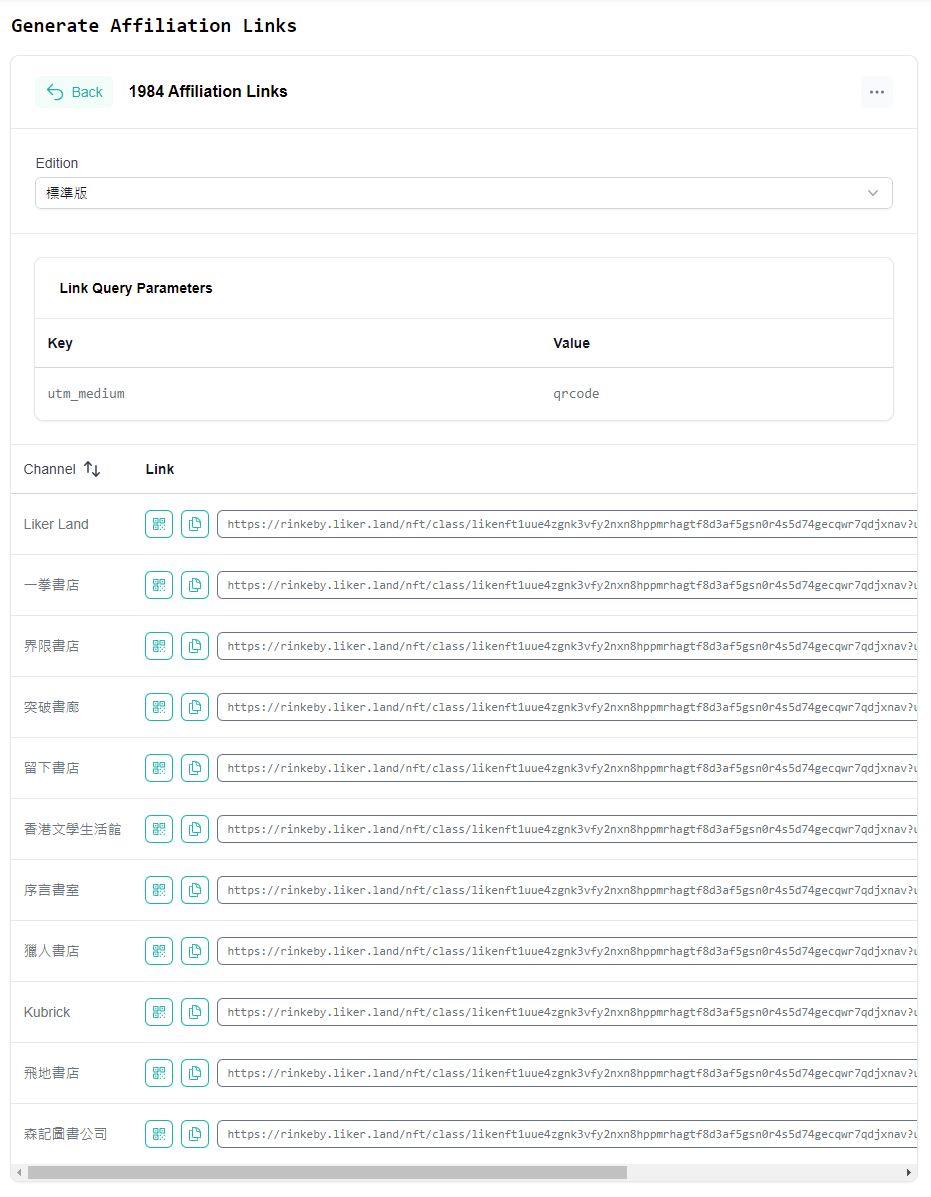 Generate Affiliation Links
Back
1984 Affiliation Links
Edition
標準版
Link Query Parameters
Key Value
utm_medium qrcode
Channel Link
Liker Land https://rinkeby.liker.land/nft/class/likenft1uue4zgnk3vfy2nxn8hppmrhagtf8d3af5gsn0r4s5d74gecqwr7qdjxnav?u
一拳書店 https://rinkeby.liker.land/nft/class/likenft1uue4zgnk3vfy2nxn8hppmrhagtf8d3af5gsn0r4s5d74gecqwr7qdjxnav?u
界限書店 https://rinkeby.liker.land/nft/class/likenft1uue4zgnk3vfy2nxn8hppmrhagtf8d3af5gsn0r4s5d74gecqwr7qdjxnav?u
突破書廊 https://rinkeby.liker.land/nft/class/likenft1uue4zgnk3vfy2nxn8hppmrhagtf8d3af5gsn0r4s5d74gecqwr7qdjxnav?u
留下書店 https://rinkeby.liker.land/nft/class/likenft1uue4zgnk3vfy2nxn8hppmrhagtf8d3af5gsn0r4s5d74gecqwr7qdjxnav?u
香港文學生活館 https://rinkeby.liker.land/nft/class/likenft1uue4zgnk3vfy2nxn8hppmrhagtf8d3af5gsn0r4s5d74gecqwr7qdjxnav?u
序言書室 https://rinkeby.liker.land/nft/class/likenft1uue4zgnk3vfy2nxn8hppmrhagtf8d3af5gsn0r4s5d74gecqwr7qdjxnav?u
獵人書店 https://rinkeby.liker.land/nft/class/likenft1uue4zgnk3vfy2nxn8hppmrhagtf8d3af5gsn0r4s5d74gecqwr7qdjxnav?u
Kubrick https://rinkeby.liker.land/nft/class/likenft1uue4zgnk3vfy2nxn8hppmrhagtf8d3af5gsn0r4s5d74gecqwr7qdjxnav?u
飛地書店 https://rinkeby.liker.land/nft/class/likenft1uue4zgnk3vfy2nxn8hppmrhagtf8d3af5gsn0r4s5d74gecqwr7qdjxnav?u
森記圖書公司 https://rinkeby.liker.land/nft/class/likenft1uue4zgnk3vfy2nxn8hppmrhagtf8d3af5gsn0r4s5d74gecqwr7qdjxnav?u